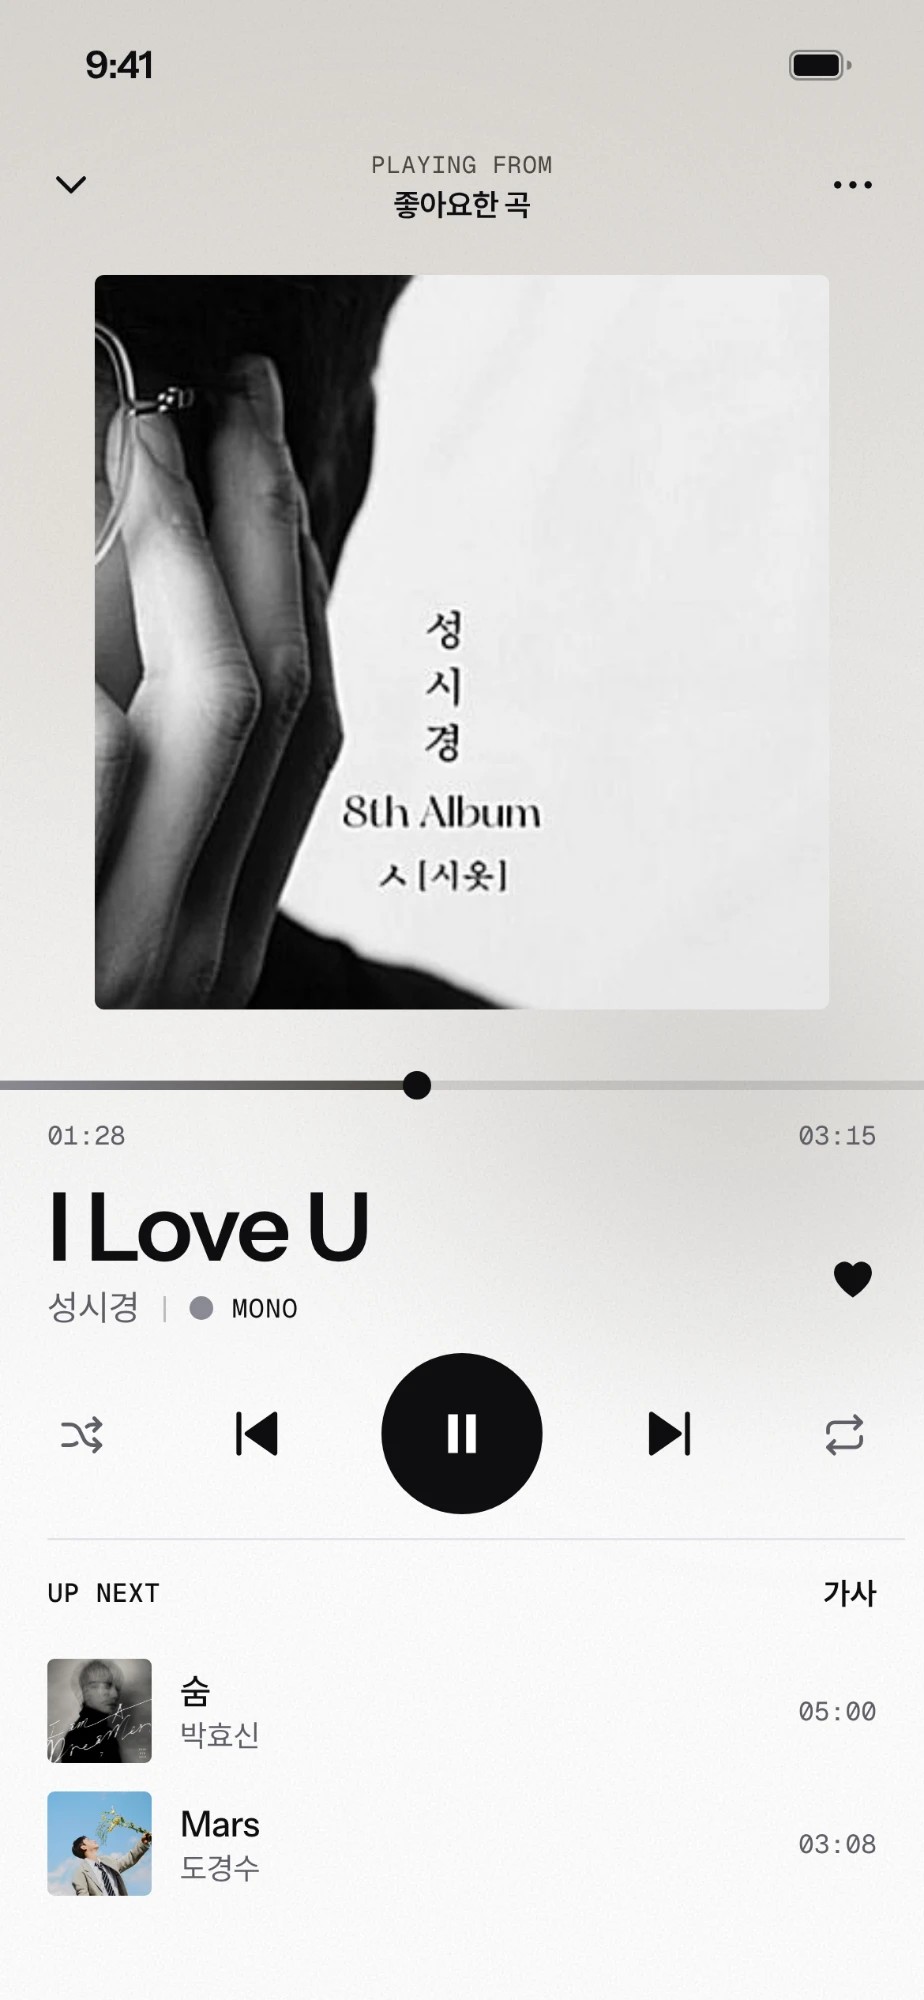 9:41
PLAYING FROM
좋아요한 곡
성
시
경
8th Album
ㅅ [시옷]
01:28
03:15
I Love U
성시경
MONO
UP NEXT
가사
I am A
Dreamer
숨
박효신
05:00
Mars
도경수
03:08